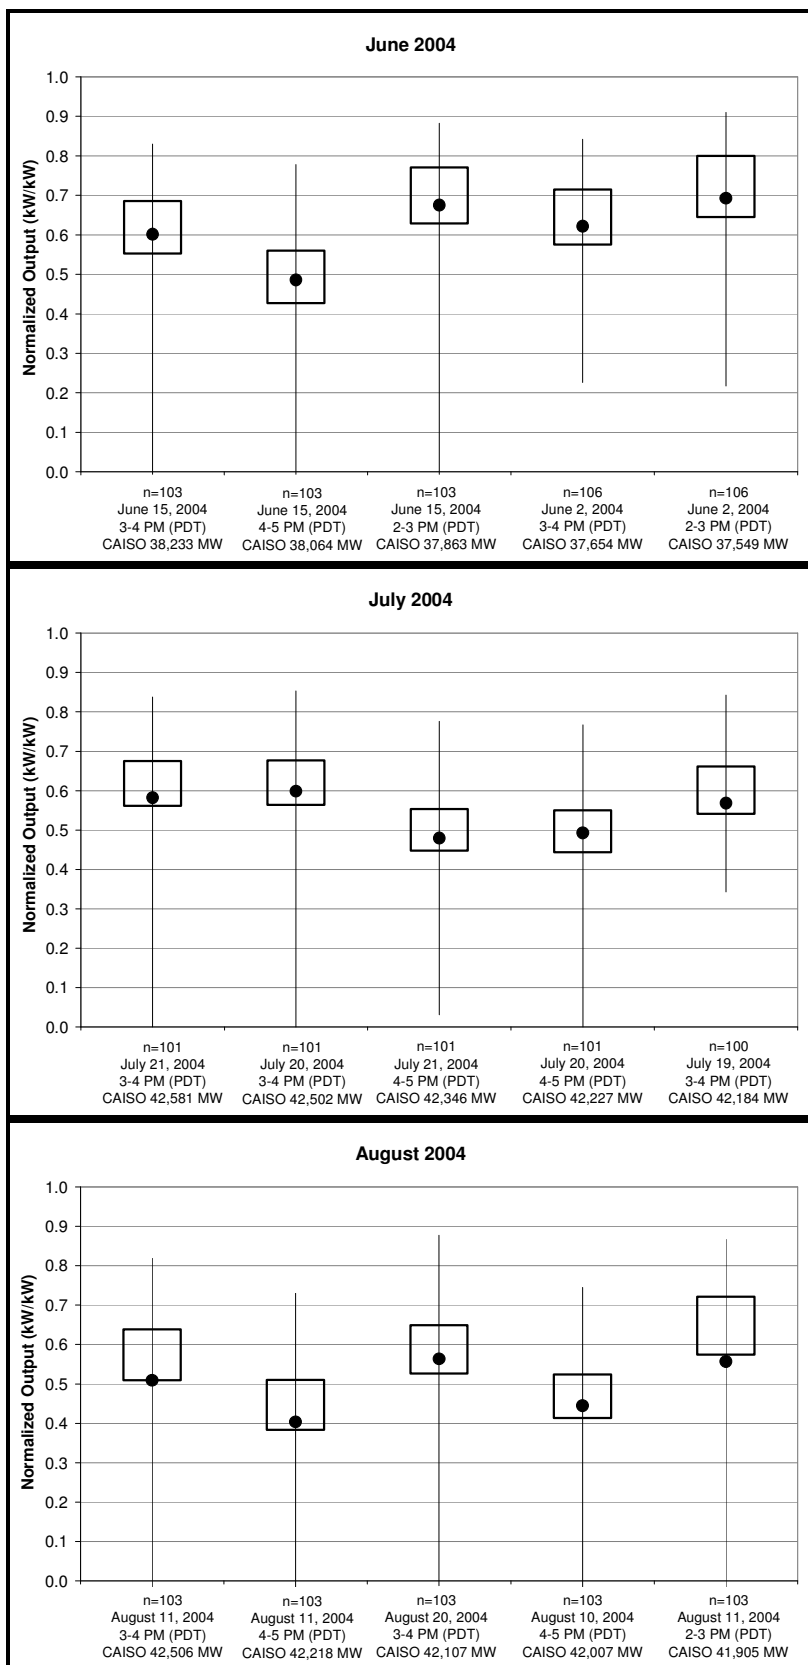 June 2004
Normalized Output (kW/kW)
1.0
0.9
0.8
0.7
0.6
0.5
0.4
0.3
0.2
0.1
0.0
n=103
June 15, 2004
3-4 PM (PDT)
CAISO 38,233 MW
n=103
June 15, 2004
4-5 PM (PDT)
CAISO 38,064 MW
n=103
June 15, 2004
2-3 PM (PDT)
CAISO 37,863 MW
n=106
June 2, 2004
3-4 PM (PDT)
CAISO 37,654 MW
n=106
June 2, 2004
2-3 PM (PDT)
CAISO 37,549 MW
July 2004
Normalized Output (kW/kW)
1.0
0.9
0.8
0.7
0.6
0.5
0.4
0.3
0.2
0.1
0.0
n=101
July 21, 2004
3-4 PM (PDT)
CAISO 42,581 MW
n=101
July 20, 2004
3-4 PM (PDT)
CAISO 42,502 MW
n=101
July 21, 2004
4-5 PM (PDT)
CAISO 42,346 MW
n=101
July 20, 2004
4-5 PM (PDT)
CAISO 42,227 MW
n=100
July 19, 2004
3-4 PM (PDT)
CAISO 42,184 MW
August 2004
Normalized Output (kW/kW)
1.0
0.9
0.8
0.7
0.6
0.5
0.4
0.3
0.2
0.1
0.0
n=103
August 11, 2004
3-4 PM (PDT)
CAISO 42,506 MW
n=103
August 11, 2004
4-5 PM (PDT)
CAISO 42,218 MW
n=103
August 20, 2004
3-4 PM (PDT)
CAISO 42,107 MW
n=103
August 10, 2004
4-5 PM (PDT)
CAISO 42,007 MW
n=103
August 11, 2004
2-3 PM (PDT)
CAISO 41,905 MW